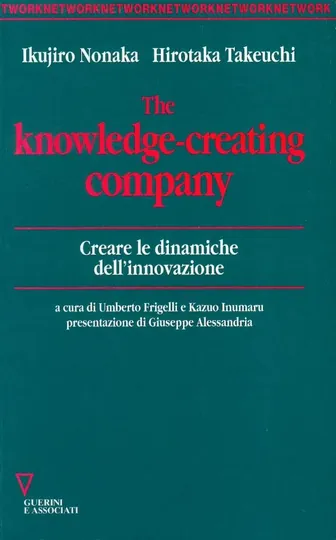 TWORKNETWORKNETWORKNETWORKNETWORKNETWORK
Ikujiro Nonaka Hirotaka Takeuchi
The
knowledge-creating
company
Creare le dinamiche
dell'innovazione
a cura di Umberto Frigelli e Kazuo Inumaru
presentazione di Giuseppe Alessandria
GUERINI
E ASSOCIATI